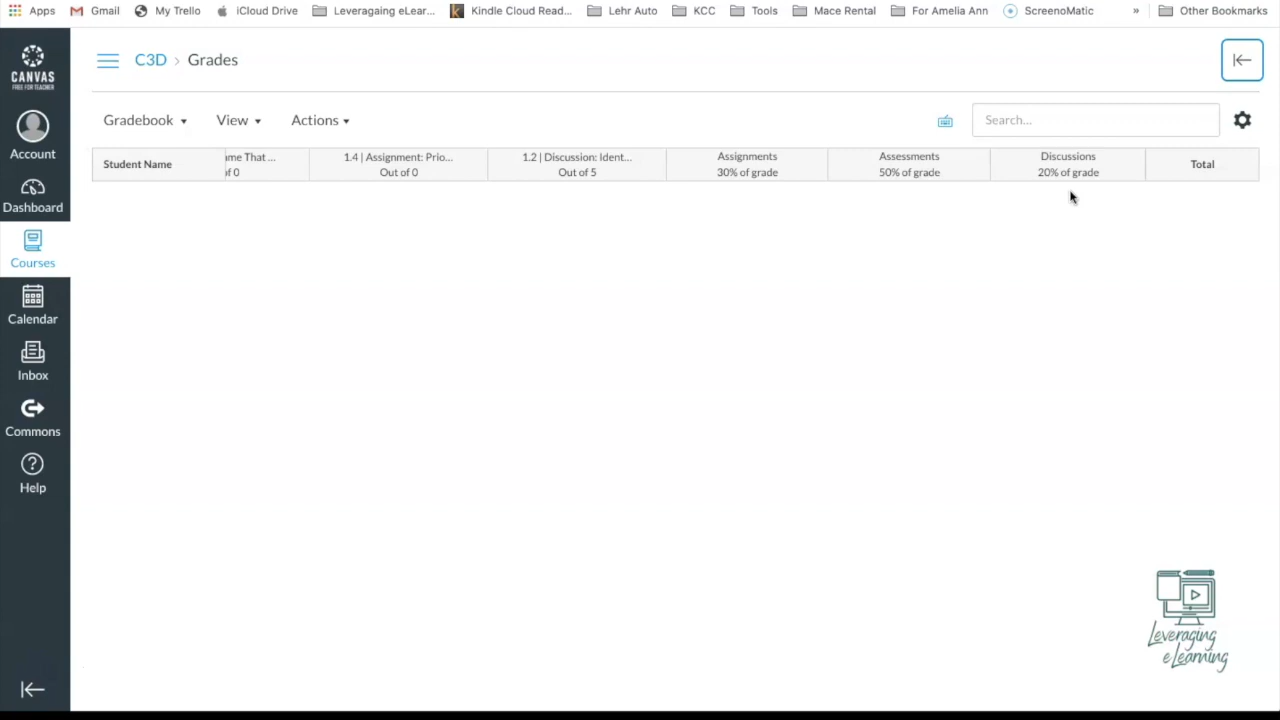 Apps Gmail My Trello iCloud Drive Leveragaing eLear... Kindle Cloud Read... Lehr Auto KCC Tools Mace Rental For Amelia Ann ScreenoMatic » Other Bookmarks
CANVAS
FREE FOR TEACHER
Account
Dashboard
Courses
Calendar
Inbox
Commons
Help
C3D > Grades
Gradebook View Actions Search...
Student Name
ame That ...
of 0
1.4 | Assignment: Prio...
Out of 0
1.2 | Discussion: Ident...
Out of 5
Assignments
30% of grade
Assessments
50% of grade
Discussions
20% of grade
Total
Leveraging
eLearning